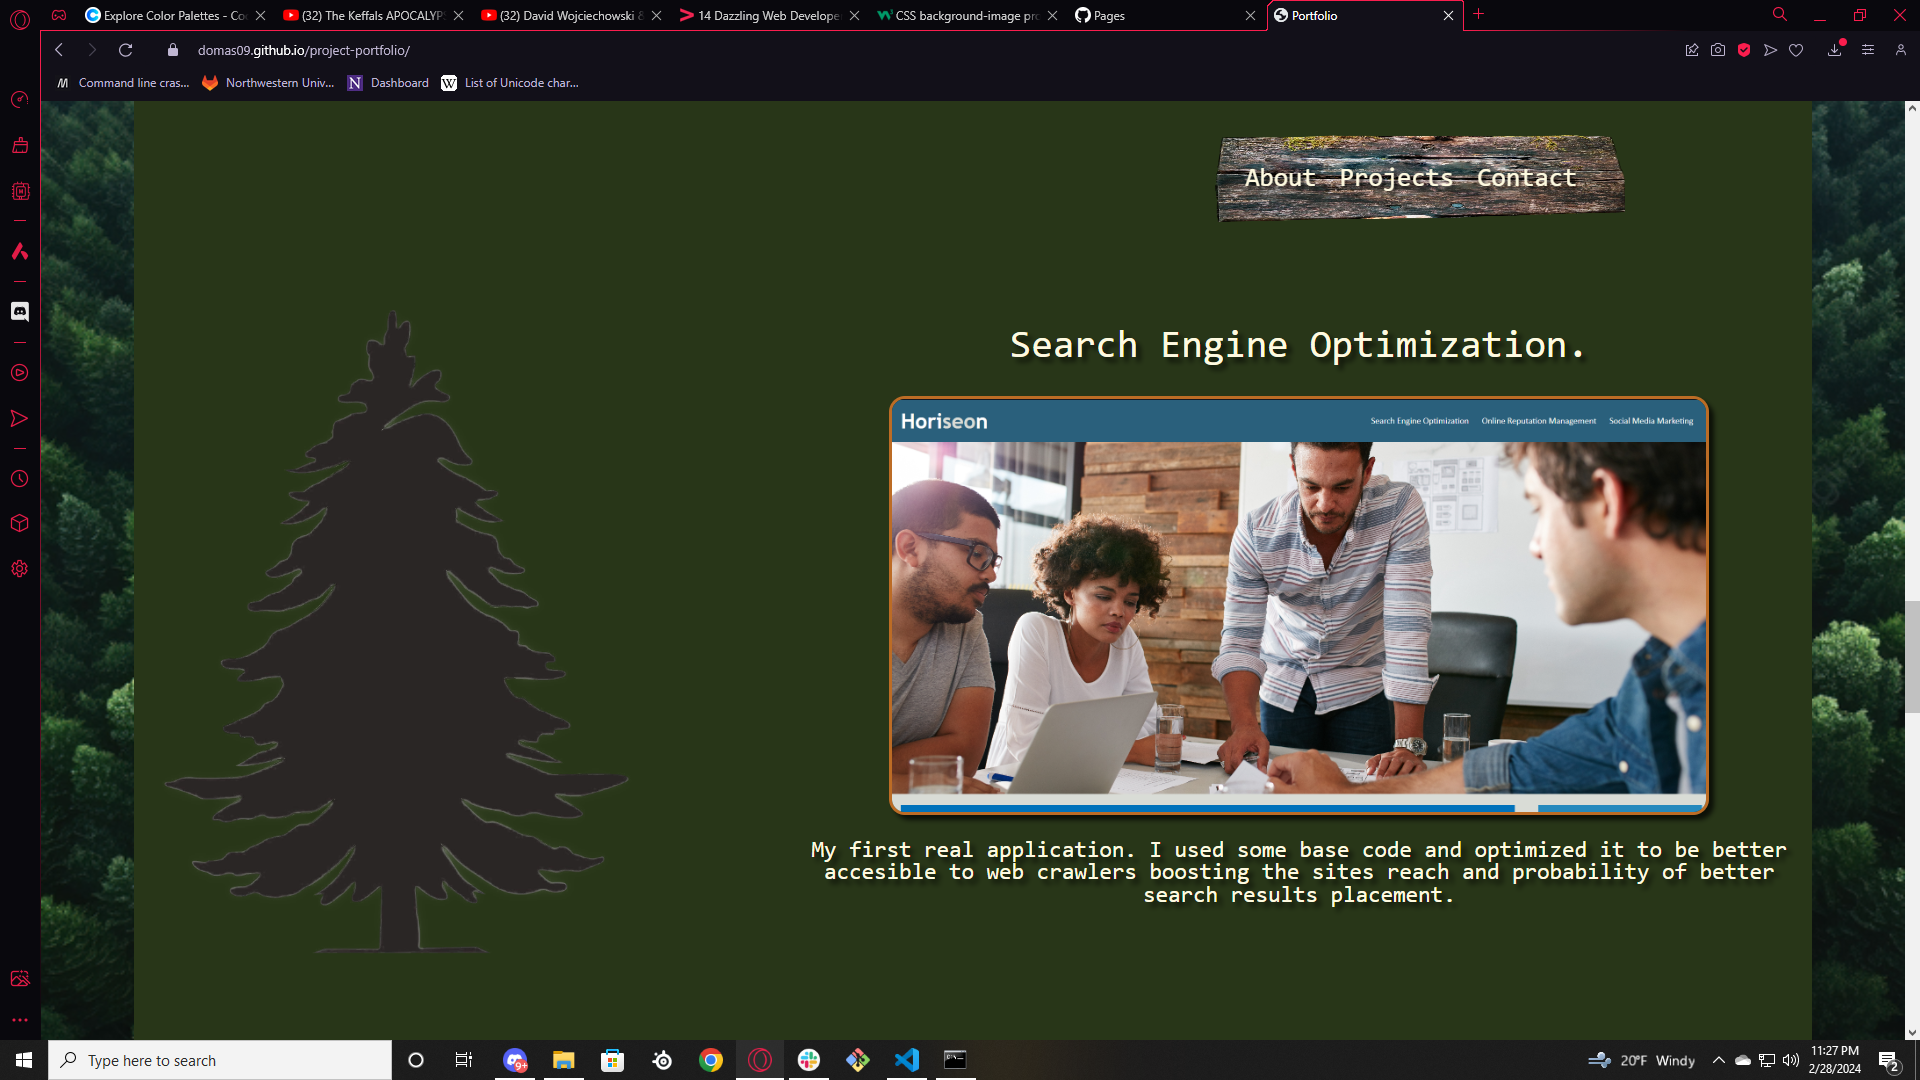 Explore Color Palettes - Co
(32) The Keffals APOCALYP
(32) David Wojciechowski &
14 Dazzling Web Develope
CSS background-image pr
Pages
Portfolio
domas09.github.io/project-portfolio/
Command line cras...
Northwestern Univ...
N
Dashboard
W
List of Unicode char...
About Projects Contact
Search Engine Optimization.
Horiseon
Search Engine Optimization
Online Reputation Management
Social Media Marketing
My first real application. I used some base code and optimized it to be better
accesible to web crawlers boosting the sites reach and probability of better
search results placement.
Type here to search
9+
20°F Windy
11:27 PM
2/28/2024
2